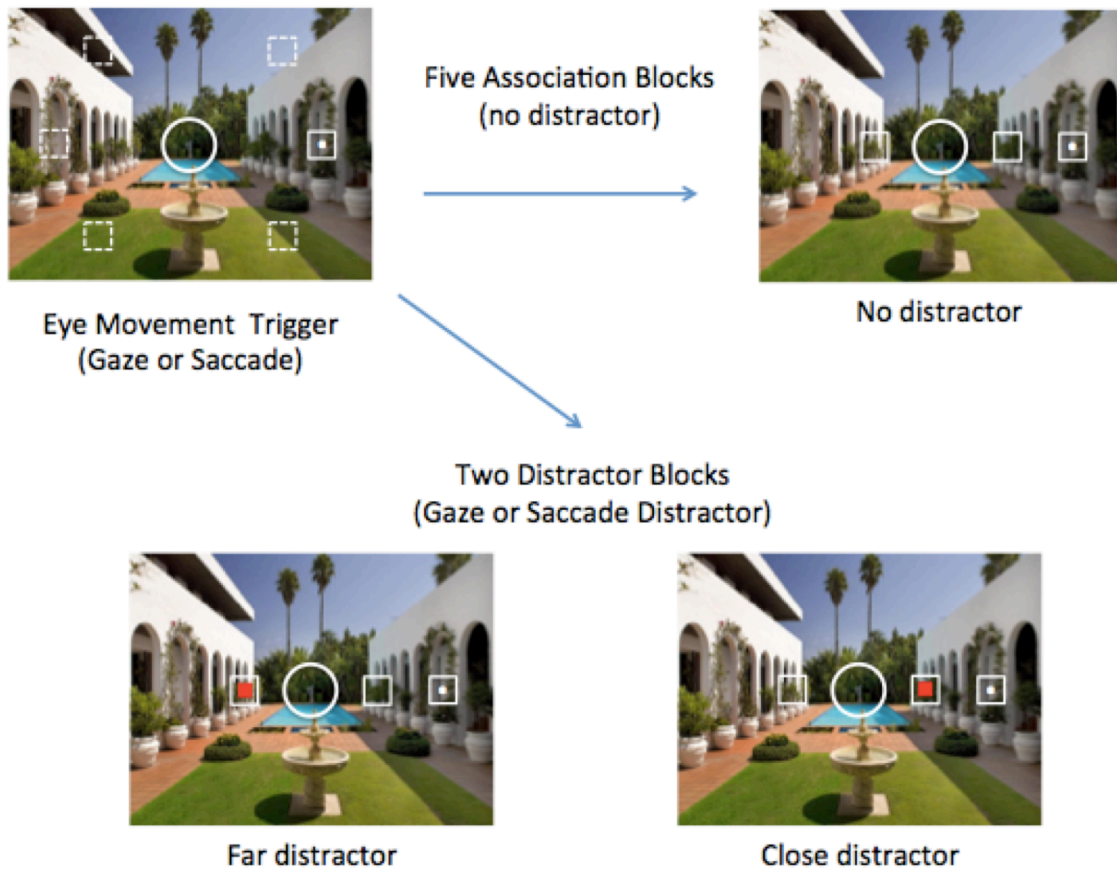 Five Association Blocks
(no distractor)
Eye Movement  Trigger
(Gaze or Saccade)
No distractor
Two Distractor Blocks
(Gaze or Saccade Distractor)
Far distractor
Close distractor